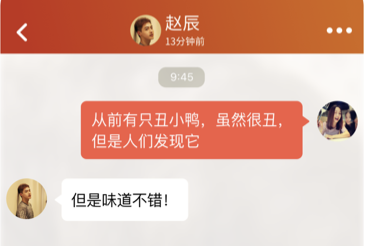 赵辰
13分钟前
9:45
从前有只丑小鸭，虽然很丑，
但是人们发现它
但是味道不错！